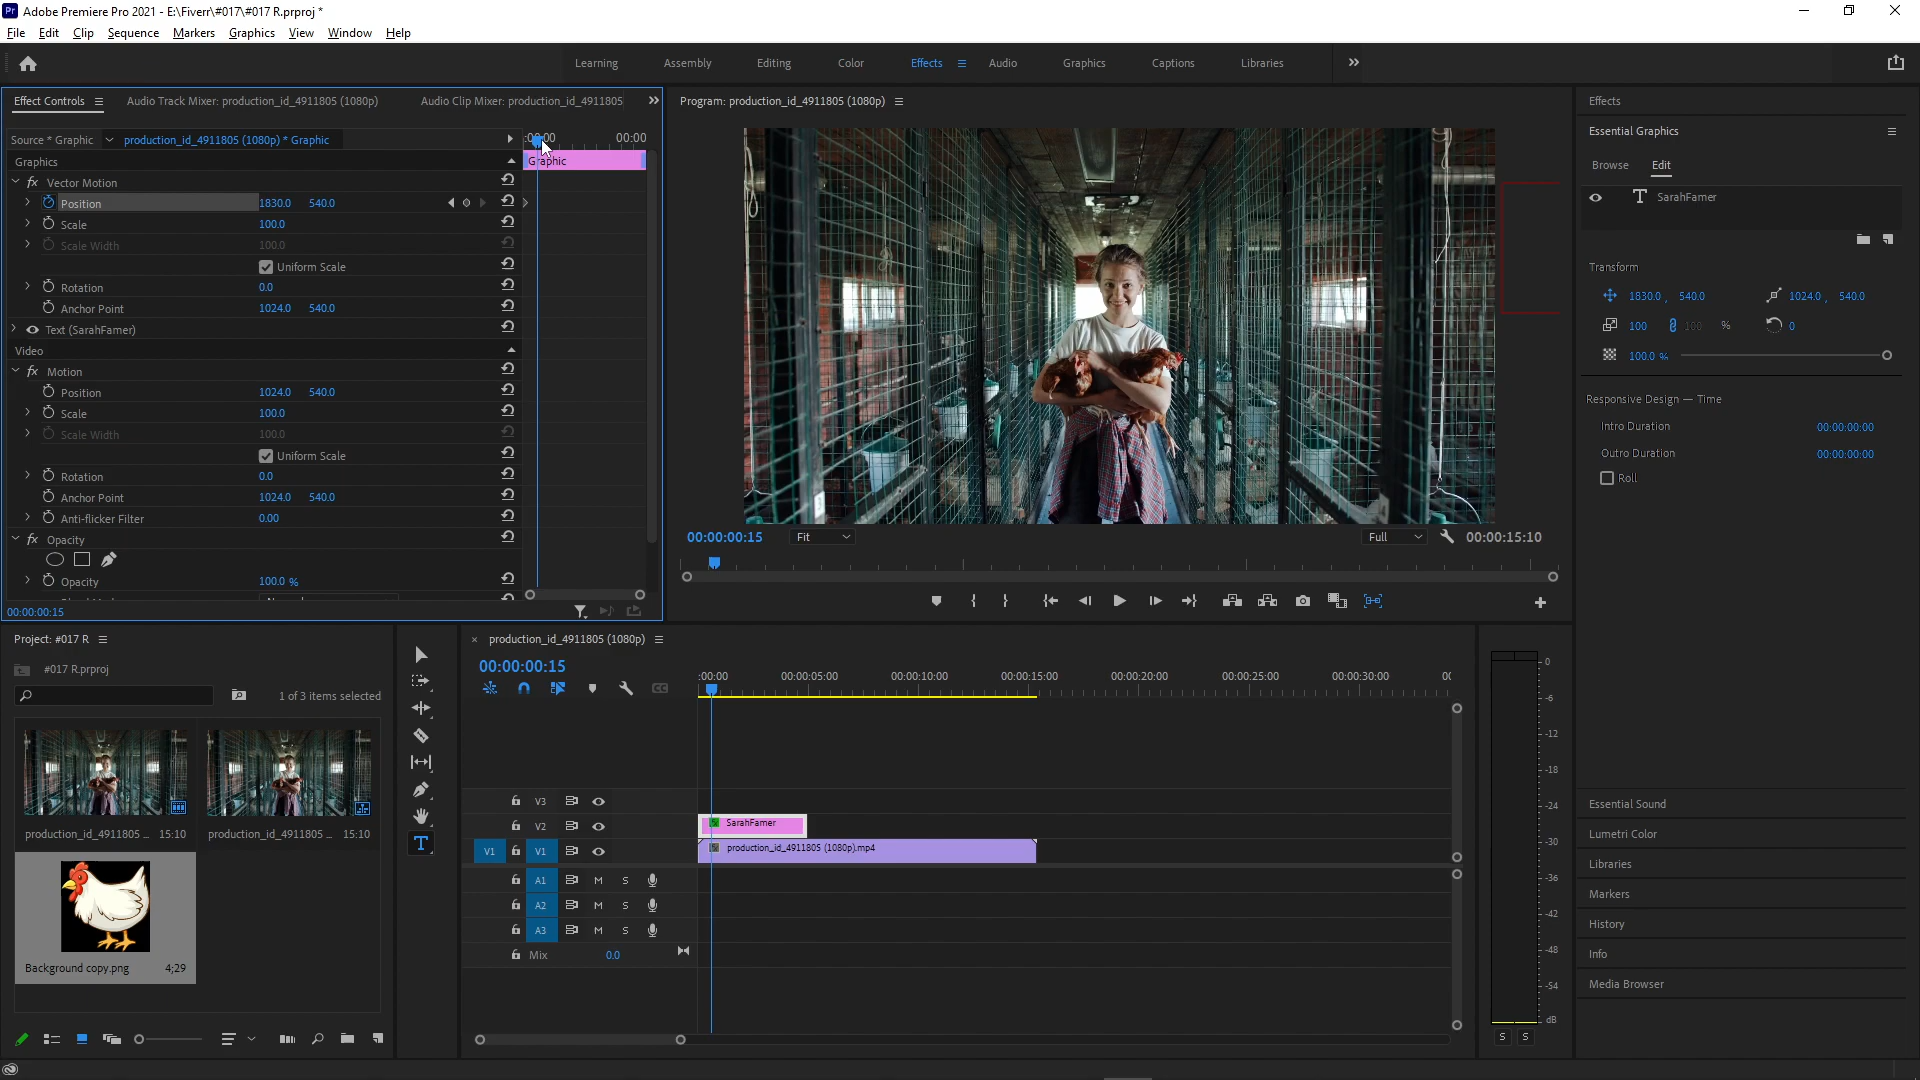 Pr Adobe Premiere Pro 2021 - E:\Fiverr\#017\#017 R.prproj *
File Edit Clip Sequence Markers Graphics View Window Help
Learning Assembly Editing Color Effects Audio Graphics Captions Libraries
Effect Controls Audio Track Mixer: production_id_4911805 (1080p) Audio Clip Mixer: production_id_4911805
Source * Graphic production_id_4911805 (1080p) * Graphic :00:00 00:00
Graphics Graphic
fx Vector Motion
Position 1830.0 540.0
Scale 100.0
Scale Width 100.0
Uniform Scale
Rotation 0.0
Anchor Point 1024.0 540.0
Text (SarahFamer)
Video
fx Motion
Position 1024.0 540.0
Scale 100.0
Scale Width 100.0
Uniform Scale
Rotation 0.0
Anchor Point 1024.0 540.0
Anti-flicker Filter 0.00
fx Opacity
Opacity 100.0 %
00:00:00:15
Program: production_id_4911805 (1080p)
00:00:00:15 Fit Full 00:00:15:10
Effects
Essential Graphics
Browse Edit
T SarahFamer
Transform
1830.0 , 540.0 1024.0 , 540.0
100 100 % 0
100.0 %
Responsive Design — Time
Intro Duration 00:00:00:00
Outro Duration 00:00:00:00
Roll
Essential Sound
Lumetri Color
Libraries
Markers
History
Info
Media Browser
Project: #017 R
#017 R.prproj
1 of 3 items selected
production_id_4911805 ... 15:10 production_id_4911805 ... 15:10
Background copy.png 4;29
T
× production_id_4911805 (1080p)
00:00:00:15
CC
:00:00 00:00:05:00 00:00:10:00 00:00:15:00 00:00:20:00 00:00:25:00 00:00:30:00 00
V3
V2 fx SarahFamer
V1 V1 fx production_id_4911805 (1080p).mp4
A1 M S
A2 M S
A3 M S
Mix 0.0
0
-6
-12
-18
-24
-30
-36
-42
-48
-54
dB
S S